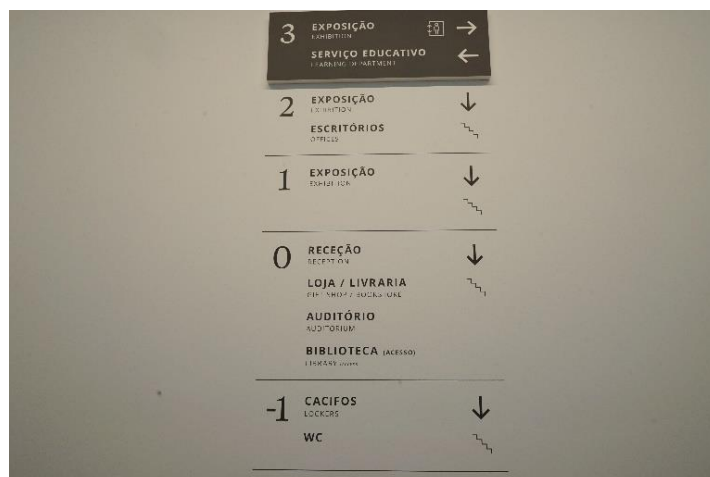 3 EXPOSIÇÃO →
EXHIBITION
SERVIÇO EDUCATIVO ←
LEARNING DEPARTMENT
2 EXPOSIÇÃO ↓
EXHIBITION
ESCRITÓRIOS
OFFICES
1 EXPOSIÇÃO ↓
EXHIBITION
0 RECEÇÃO ↓
RECEPTION
LOJA / LIVRARIA
GIFT SHOP / BOOKSTORE
AUDITÓRIO
AUDITORIUM
BIBLIOTECA (ACESSO)
LIBRARY
-1 CACIFOS ↓
LOCKERS
WC